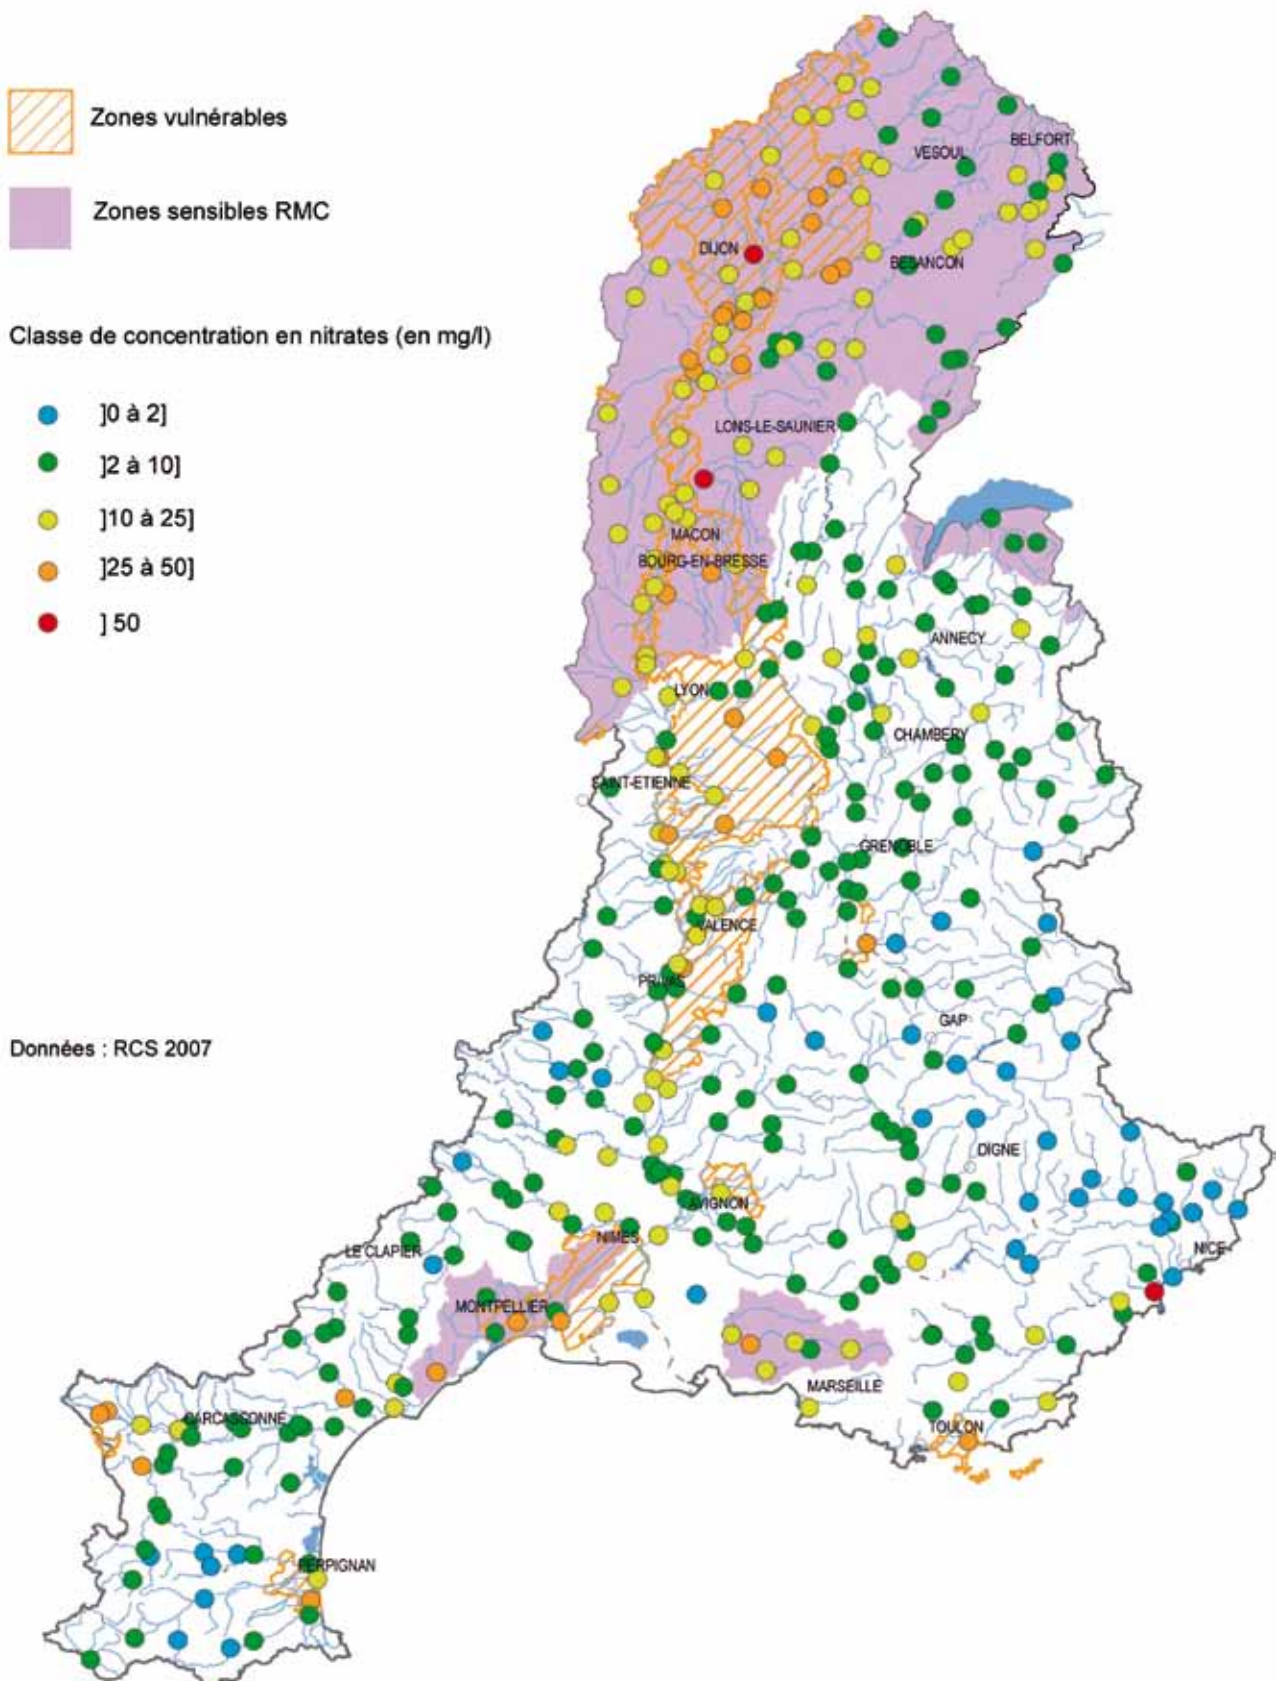 Zones vulnérables
Zones sensibles RMC
Classe de concentration en nitrates (en mg/l)
]0 à 2]
]2 à 10]
]10 à 25]
]25 à 50]
] 50
Données : RCS 2007
BELFORT
VESOUL
DIJON
BESANCON
LONS-LE-SAUNIER
MACON
BOURG-EN-BRESSE
ANNECY
LYON
CHAMBERY
SAINT-ETIENNE
GRENOBLE
VALENCE
PRIVAS
GAP
DIGNE
AVIGNON
NIMES
LE CLAPIER
NICE
MONTPELLIER
MARSEILLE
CARCASSONNE
TOULON
PERPIGNAN